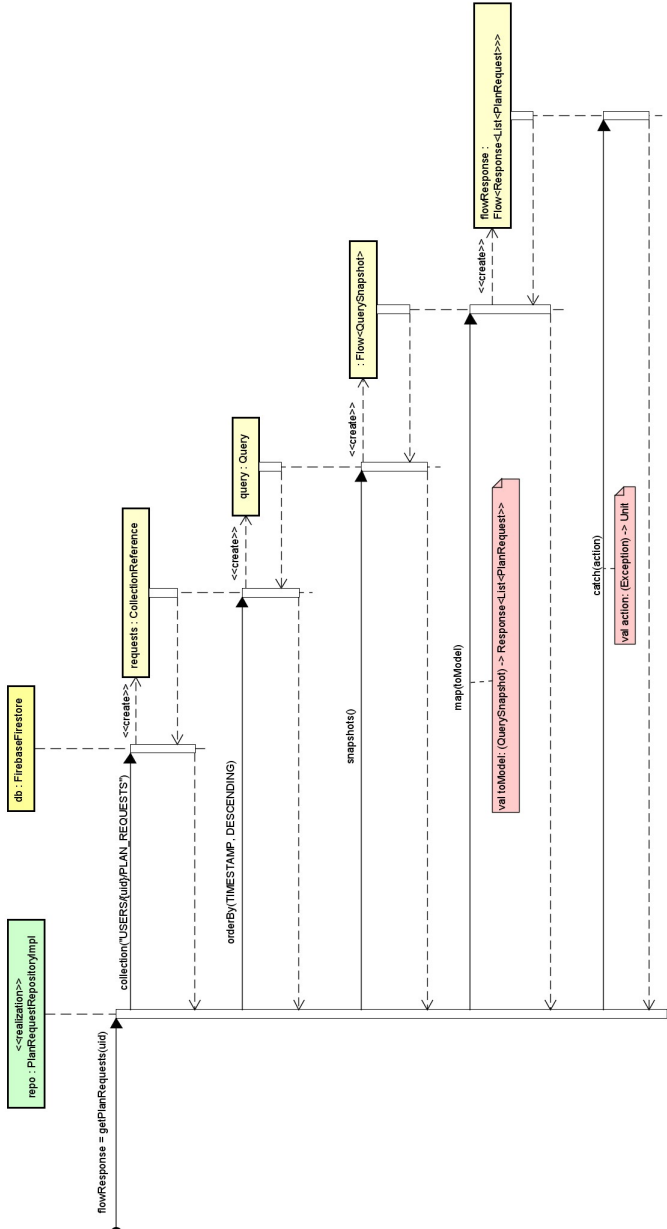 <<realization>>
repo : PlanRequestRepositoryImpl
db : FirebaseFirestore
flowResponse = getPlanRequests(uid)
collection("USERS/{uid}/PLAN_REQUESTS")
<<create>>
requests : CollectionReference
orderBy(TIMESTAMP, DESCENDING)
<<create>>
query : Query
snapshots()
<<create>>
: Flow<QuerySnapshot>
map(toModel)
val toModel: (QuerySnapshot) -> Response<List<PlanRequest>>
<<create>>
flowResponse :
Flow<Response<List<PlanRequest>>>
catch(action)
val action: (Exception) -> Unit